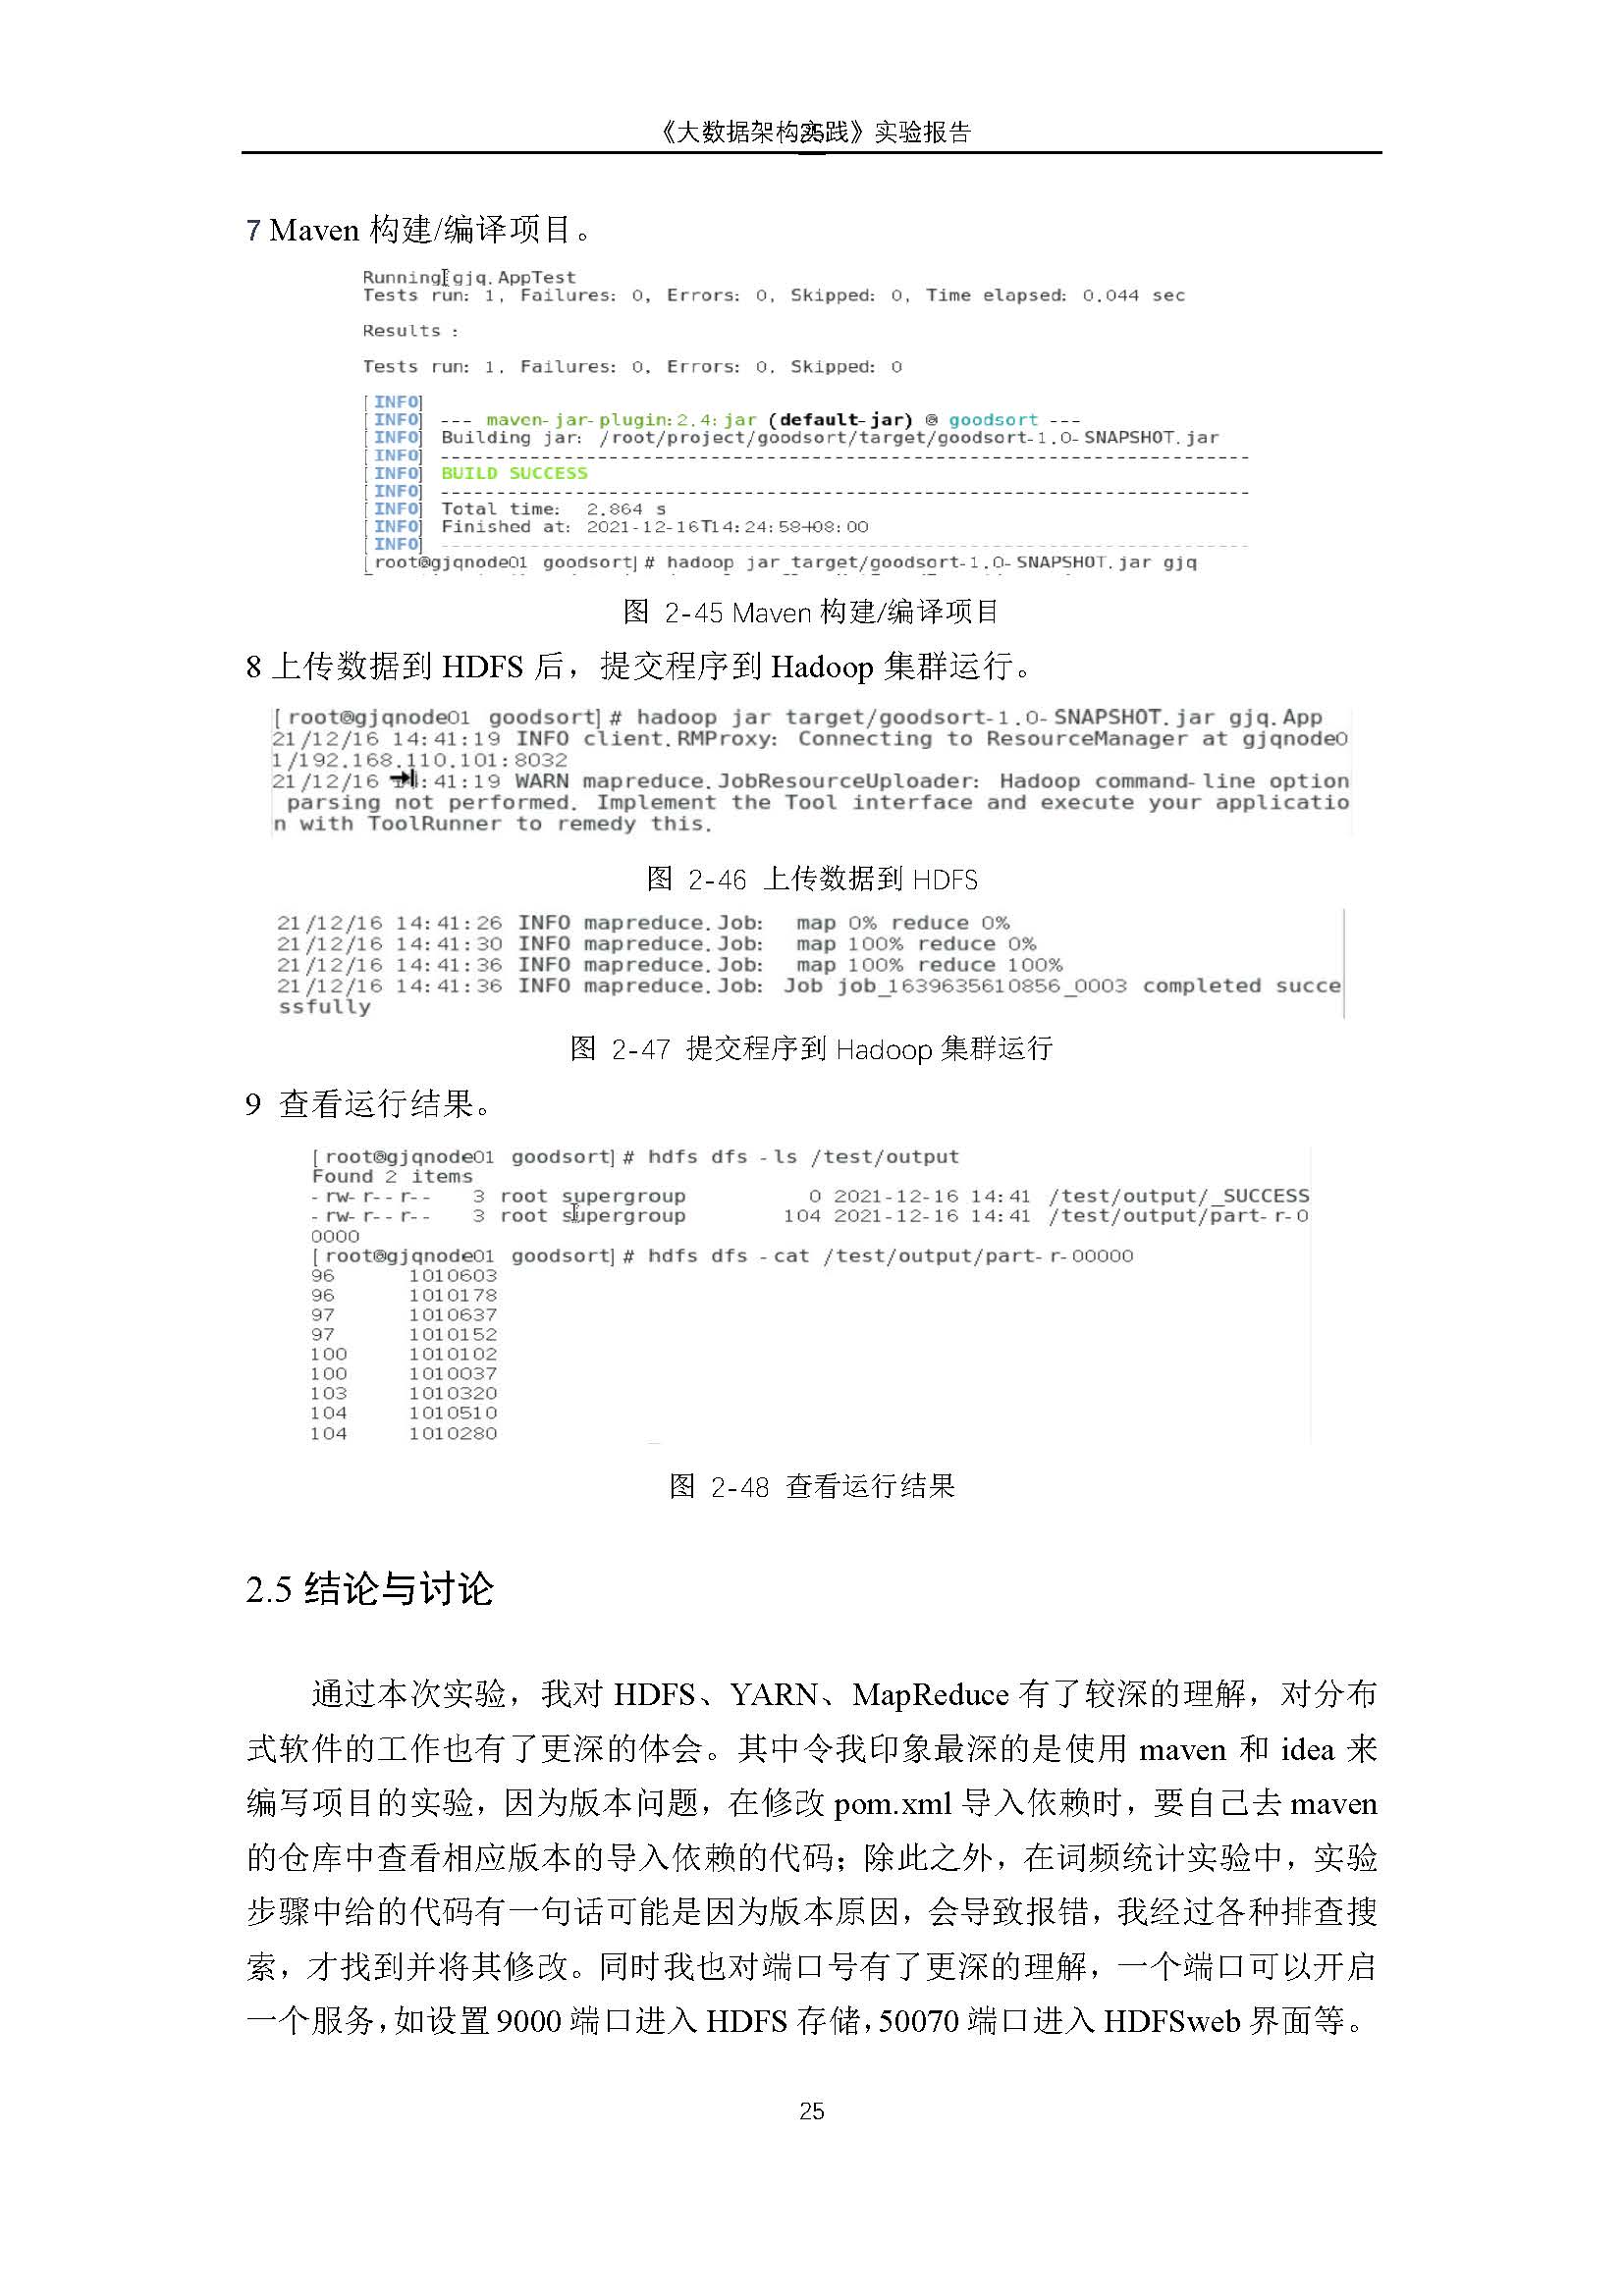 《大数据架构实践》实验报告
7 Maven 构建/编译项目。
Running gjq.AppTest
Tests run: 1, Failures: 0, Errors: 0, Skipped: 0, Time elapsed: 0.044 sec
Results :
Tests run: 1, Failures: 0, Errors: 0, Skipped: 0
[INFO]
[INFO] --- maven-jar-plugin:2.4:jar (default-jar) @ goodsort ---
[INFO] Building jar: /root/project/goodsort/target/goodsort-1.0-SNAPSHOT.jar
[INFO] ------------------------------------------------------------------------
[INFO] BUILD SUCCESS
[INFO] ------------------------------------------------------------------------
[INFO] Total time:  2.864 s
[INFO] Finished at: 2021-12-16T14:24:58+08:00
[INFO] ------------------------------------------------------------------------
[root@gjqnode01 goodsort]# hadoop jar target/goodsort-1.0-SNAPSHOT.jar gjq
图 2-45 Maven 构建/编译项目
8 上传数据到 HDFS 后，提交程序到 Hadoop 集群运行。
[root@gjqnode01 goodsort]# hadoop jar target/goodsort-1.0-SNAPSHOT.jar gjq.App
21/12/16 14:41:19 INFO client.RMProxy: Connecting to ResourceManager at gjqnode0
1/192.168.110.101:8032
21/12/16 14:41:19 WARN mapreduce.JobResourceUploader: Hadoop command-line option
parsing not performed. Implement the Tool interface and execute your applicatio
n with ToolRunner to remedy this.
图 2-46 上传数据到 HDFS
21/12/16 14:41:26 INFO mapreduce.Job:  map 0% reduce 0%
21/12/16 14:41:30 INFO mapreduce.Job:  map 100% reduce 0%
21/12/16 14:41:36 INFO mapreduce.Job:  map 100% reduce 100%
21/12/16 14:41:36 INFO mapreduce.Job: Job job_1639635610856_0003 completed succe
ssfully
图 2-47 提交程序到 Hadoop 集群运行
9 查看运行结果。
[root@gjqnode01 goodsort]# hdfs dfs -ls /test/output
Found 2 items
-rw-r--r--   3 root supergroup          0 2021-12-16 14:41 /test/output/_SUCCESS
-rw-r--r--   3 root supergroup        104 2021-12-16 14:41 /test/output/part-r-0
0000
[root@gjqnode01 goodsort]# hdfs dfs -cat /test/output/part-r-00000
96      1010603
96      1010178
97      1010637
97      1010152
100     1010102
100     1010037
103     1010320
104     1010510
104     1010280
图 2-48 查看运行结果
2.5 结论与讨论
通过本次实验，我对 HDFS、YARN、MapReduce 有了较深的理解，对分布
式软件的工作也有了更深的体会。其中令我印象最深的是使用 maven 和 idea 来
编写项目的实验，因为版本问题，在修改 pom.xml 导入依赖时，要自己去 maven
的仓库中查看相应版本的导入依赖的代码；除此之外，在词频统计实验中，实验
步骤中给的代码有一句话可能是因为版本原因，会导致报错，我经过各种排查搜
索，才找到并将其修改。同时我也对端口号有了更深的理解，一个端口可以开启
一个服务，如设置 9000 端口进入 HDFS 存储，50070 端口进入 HDFSweb 界面等。
25